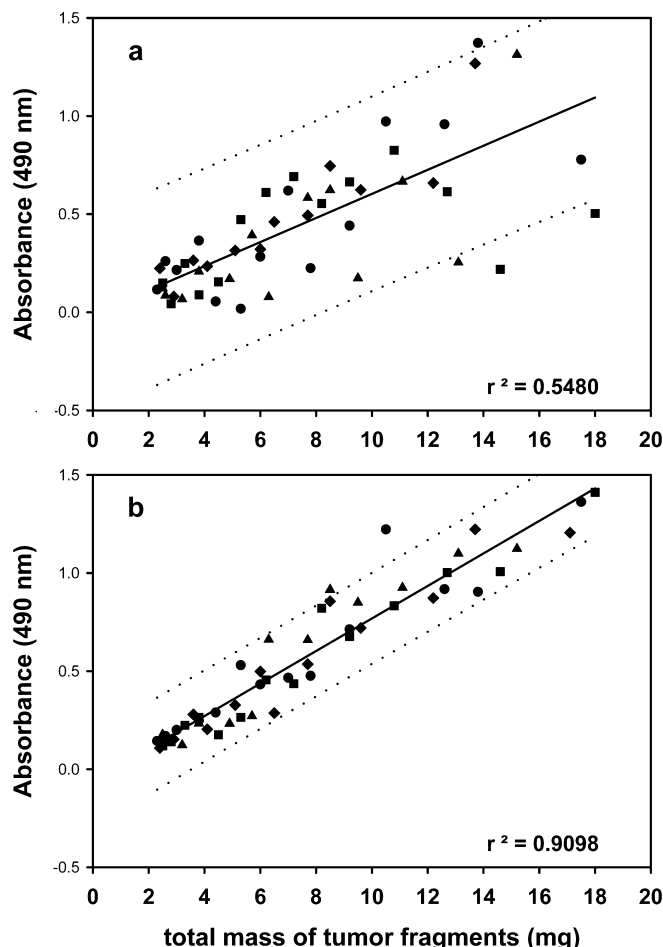 a
Absorbance (490 nm)
1.5
1.0
0.5
0.0
-0.5
r ² = 0.5480
0 2 4 6 8 10 12 14 16 18 20
b
Absorbance (490 nm)
1.5
1.0
0.5
0.0
-0.5
r ² = 0.9098
0 2 4 6 8 10 12 14 16 18 20
total mass of tumor fragments (mg)